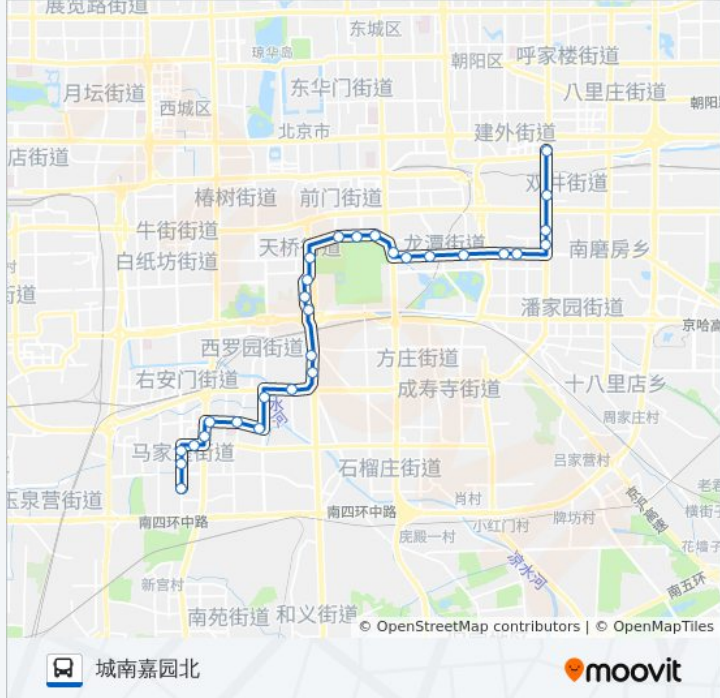 展览路街道
东城区
琼华岛
朝阳区
呼家楼街道
月坛街道
东华门街道
八里庄街道
西城区
朝阳
北京市
建外街道
店街道
双井街道
椿树街道
前门街道
牛街街道
天桥街道
龙潭街道
南磨房乡
白纸坊街道
村
街道
潘家园街道
京哈高
西罗园街道
方庄街道
右安门街道
成寿寺街道
十八里店乡
周家庄村
马家堡街道
石榴庄街道
吕家营村
玉泉营街道
肖村
老君
横街子
南四环中路
南四环中路
牌坊村
小红门村
庑殿一村
花墙子
凉水河
新宫村
南五环
南苑街道
和义街道
© OpenStreetMap contributors | © OpenMapTiles
城南嘉园北
moovit